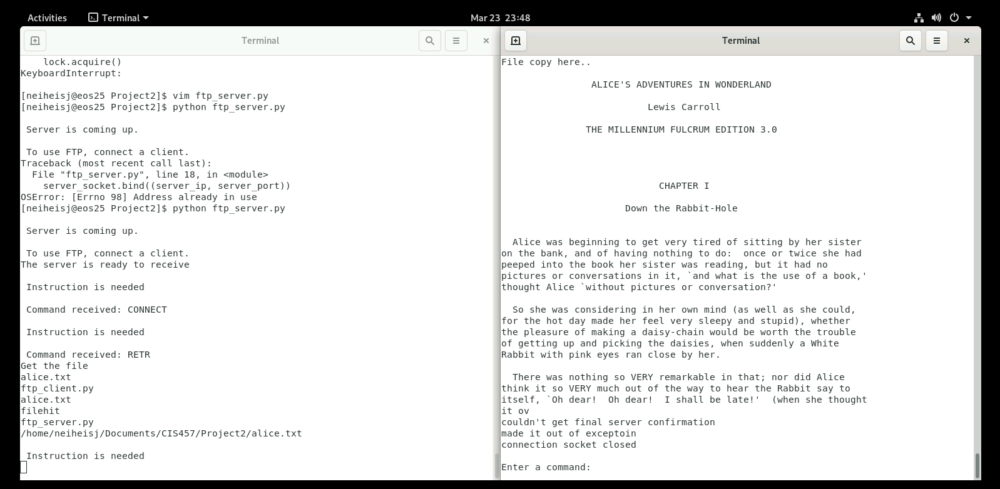 Activities
Terminal
Mar 23 23:48
Terminal
    lock.acquire()
KeyboardInterrupt:
[neiheisj@eos25 Project2]$ vim ftp_server.py
[neiheisj@eos25 Project2]$ python ftp_server.py
 Server is coming up.
 To use FTP, connect a client.
Traceback (most recent call last):
  File "ftp_server.py", line 18, in <module>
    server_socket.bind((server_ip, server_port))
OSError: [Errno 98] Address already in use
[neiheisj@eos25 Project2]$ python ftp_server.py
 Server is coming up.
 To use FTP, connect a client.
The server is ready to receive
 Instruction is needed
 Command received: CONNECT
 Instruction is needed
 Command received: RETR
Get the file
alice.txt
ftp_client.py
alice.txt
filehit
ftp_server.py
/home/neiheisj/Documents/CIS457/Project2/alice.txt
 Instruction is needed
Terminal
File copy here..
ALICE'S ADVENTURES IN WONDERLAND
Lewis Carroll
THE MILLENNIUM FULCRUM EDITION 3.0
CHAPTER I
Down the Rabbit-Hole
  Alice was beginning to get very tired of sitting by her sister
on the bank, and of having nothing to do:  once or twice she had
peeped into the book her sister was reading, but it had no
pictures or conversations in it, `and what is the use of a book,'
thought Alice `without pictures or conversation?'
  So she was considering in her own mind (as well as she could,
for the hot day made her feel very sleepy and stupid), whether
the pleasure of making a daisy-chain would be worth the trouble
of getting up and picking the daisies, when suddenly a White
Rabbit with pink eyes ran close by her.
  There was nothing so VERY remarkable in that; nor did Alice
think it so VERY much out of the way to hear the Rabbit say to
itself, `Oh dear!  Oh dear!  I shall be late!'  (when she thought
it ov
couldn't get final server confirmation
made it out of exceptoin
connection socket closed
Enter a command: